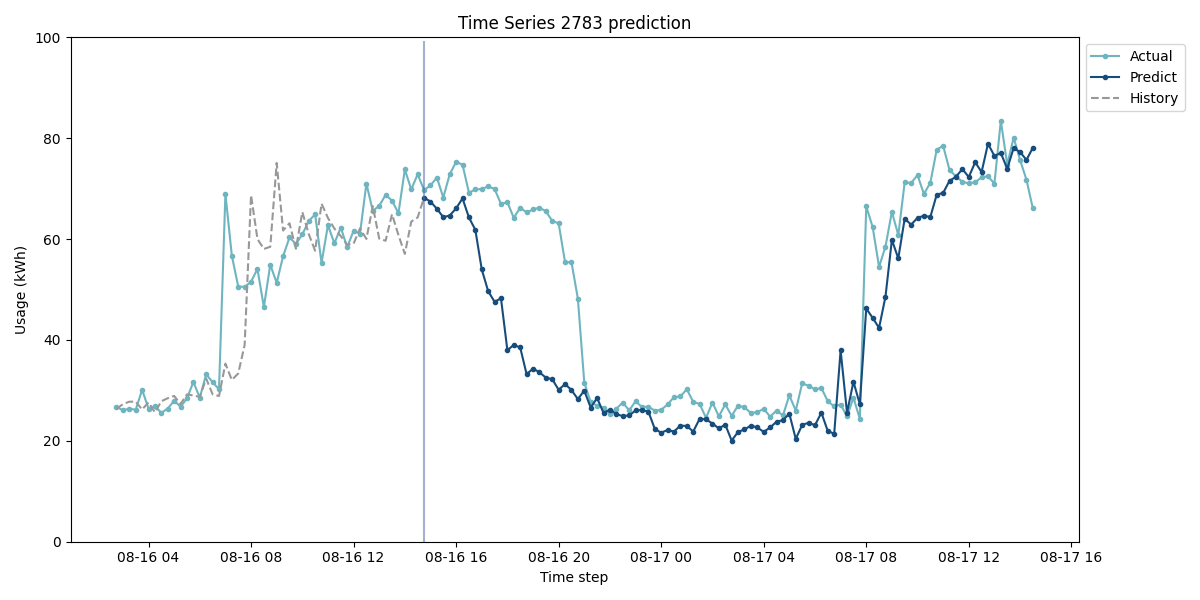 Time Series 2783 prediction
100
80
60
40
20
0
Usage (kWh)
08-16 04
08-16 08
08-16 12
08-16 16
08-16 20
08-17 00
08-17 04
08-17 08
08-17 12
08-17 16
Time step
Actual
Predict
History